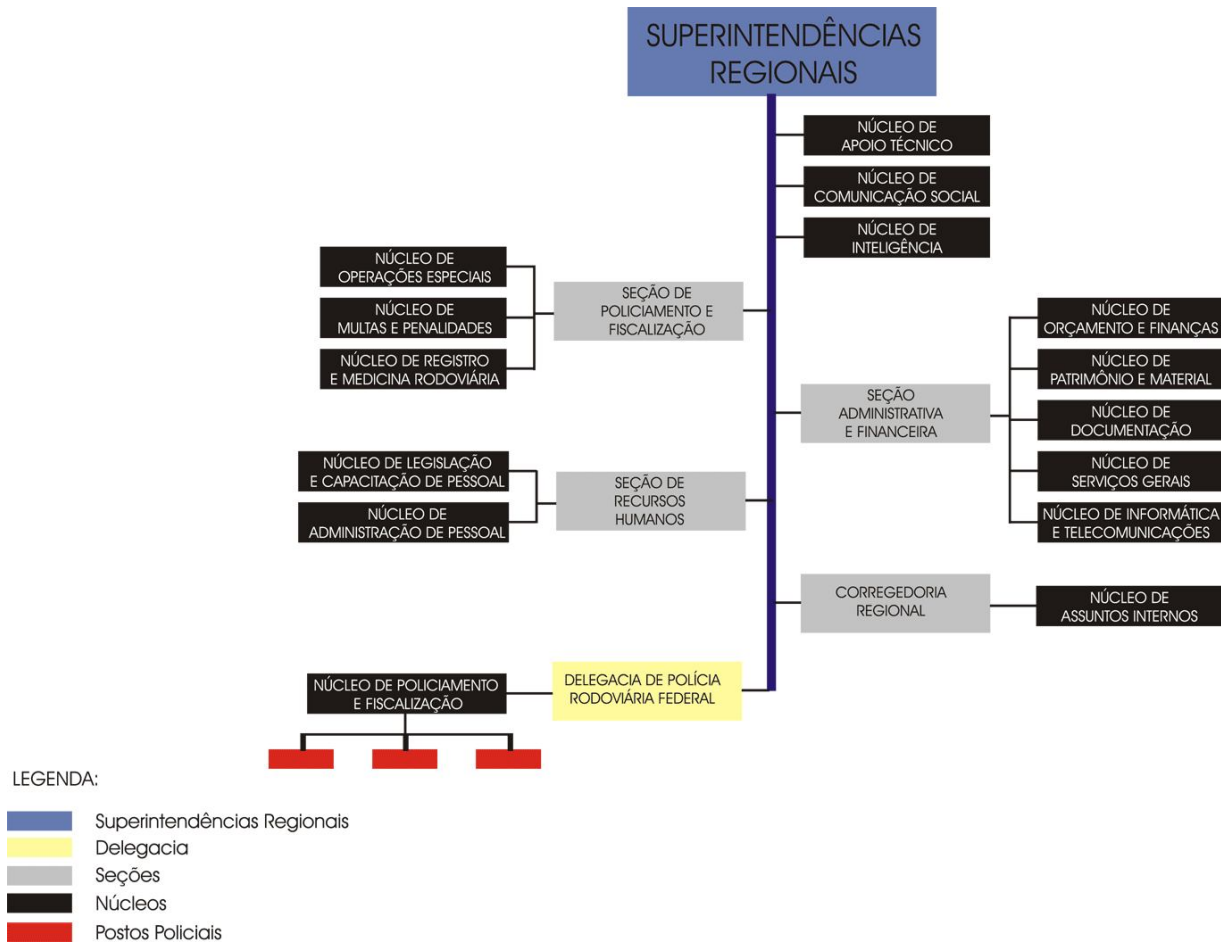 SUPERINTENDÊNCIAS
REGIONAIS
NÚCLEO DE
APOIO TÉCNICO
NÚCLEO DE
COMUNICAÇÃO SOCIAL
NÚCLEO DE
INTELIGÊNCIA
NÚCLEO DE
OPERAÇÕES ESPECIAIS
NÚCLEO DE
MULTAS E PENALIDADES
NÚCLEO DE REGISTRO
E MEDICINA RODOVIÁRIA
SEÇÃO DE
POLICIAMENTO E
FISCALIZAÇÃO
NÚCLEO DE
ORÇAMENTO E FINANÇAS
NÚCLEO DE
PATRIMÔNIO E MATERIAL
NÚCLEO DE
DOCUMENTAÇÃO
NÚCLEO DE
SERVIÇOS GERAIS
NÚCLEO DE INFORMÁTICA
E TELECOMUNICAÇÕES
SEÇÃO
ADMINISTRATIVA
E FINANCEIRA
NÚCLEO DE LEGISLAÇÃO
E CAPACITAÇÃO DE PESSOAL
NÚCLEO DE
ADMINISTRAÇÃO DE PESSOAL
SEÇÃO DE
RECURSOS
HUMANOS
CORREGEDORIA
REGIONAL
NÚCLEO DE
ASSUNTOS INTERNOS
NÚCLEO DE POLICIAMENTO
E FISCALIZAÇÃO
DELEGACIA DE POLÍCIA
RODOVIÁRIA FEDERAL
LEGENDA:
Superintendências Regionais
Delegacia
Seções
Núcleos
Postos Policiais